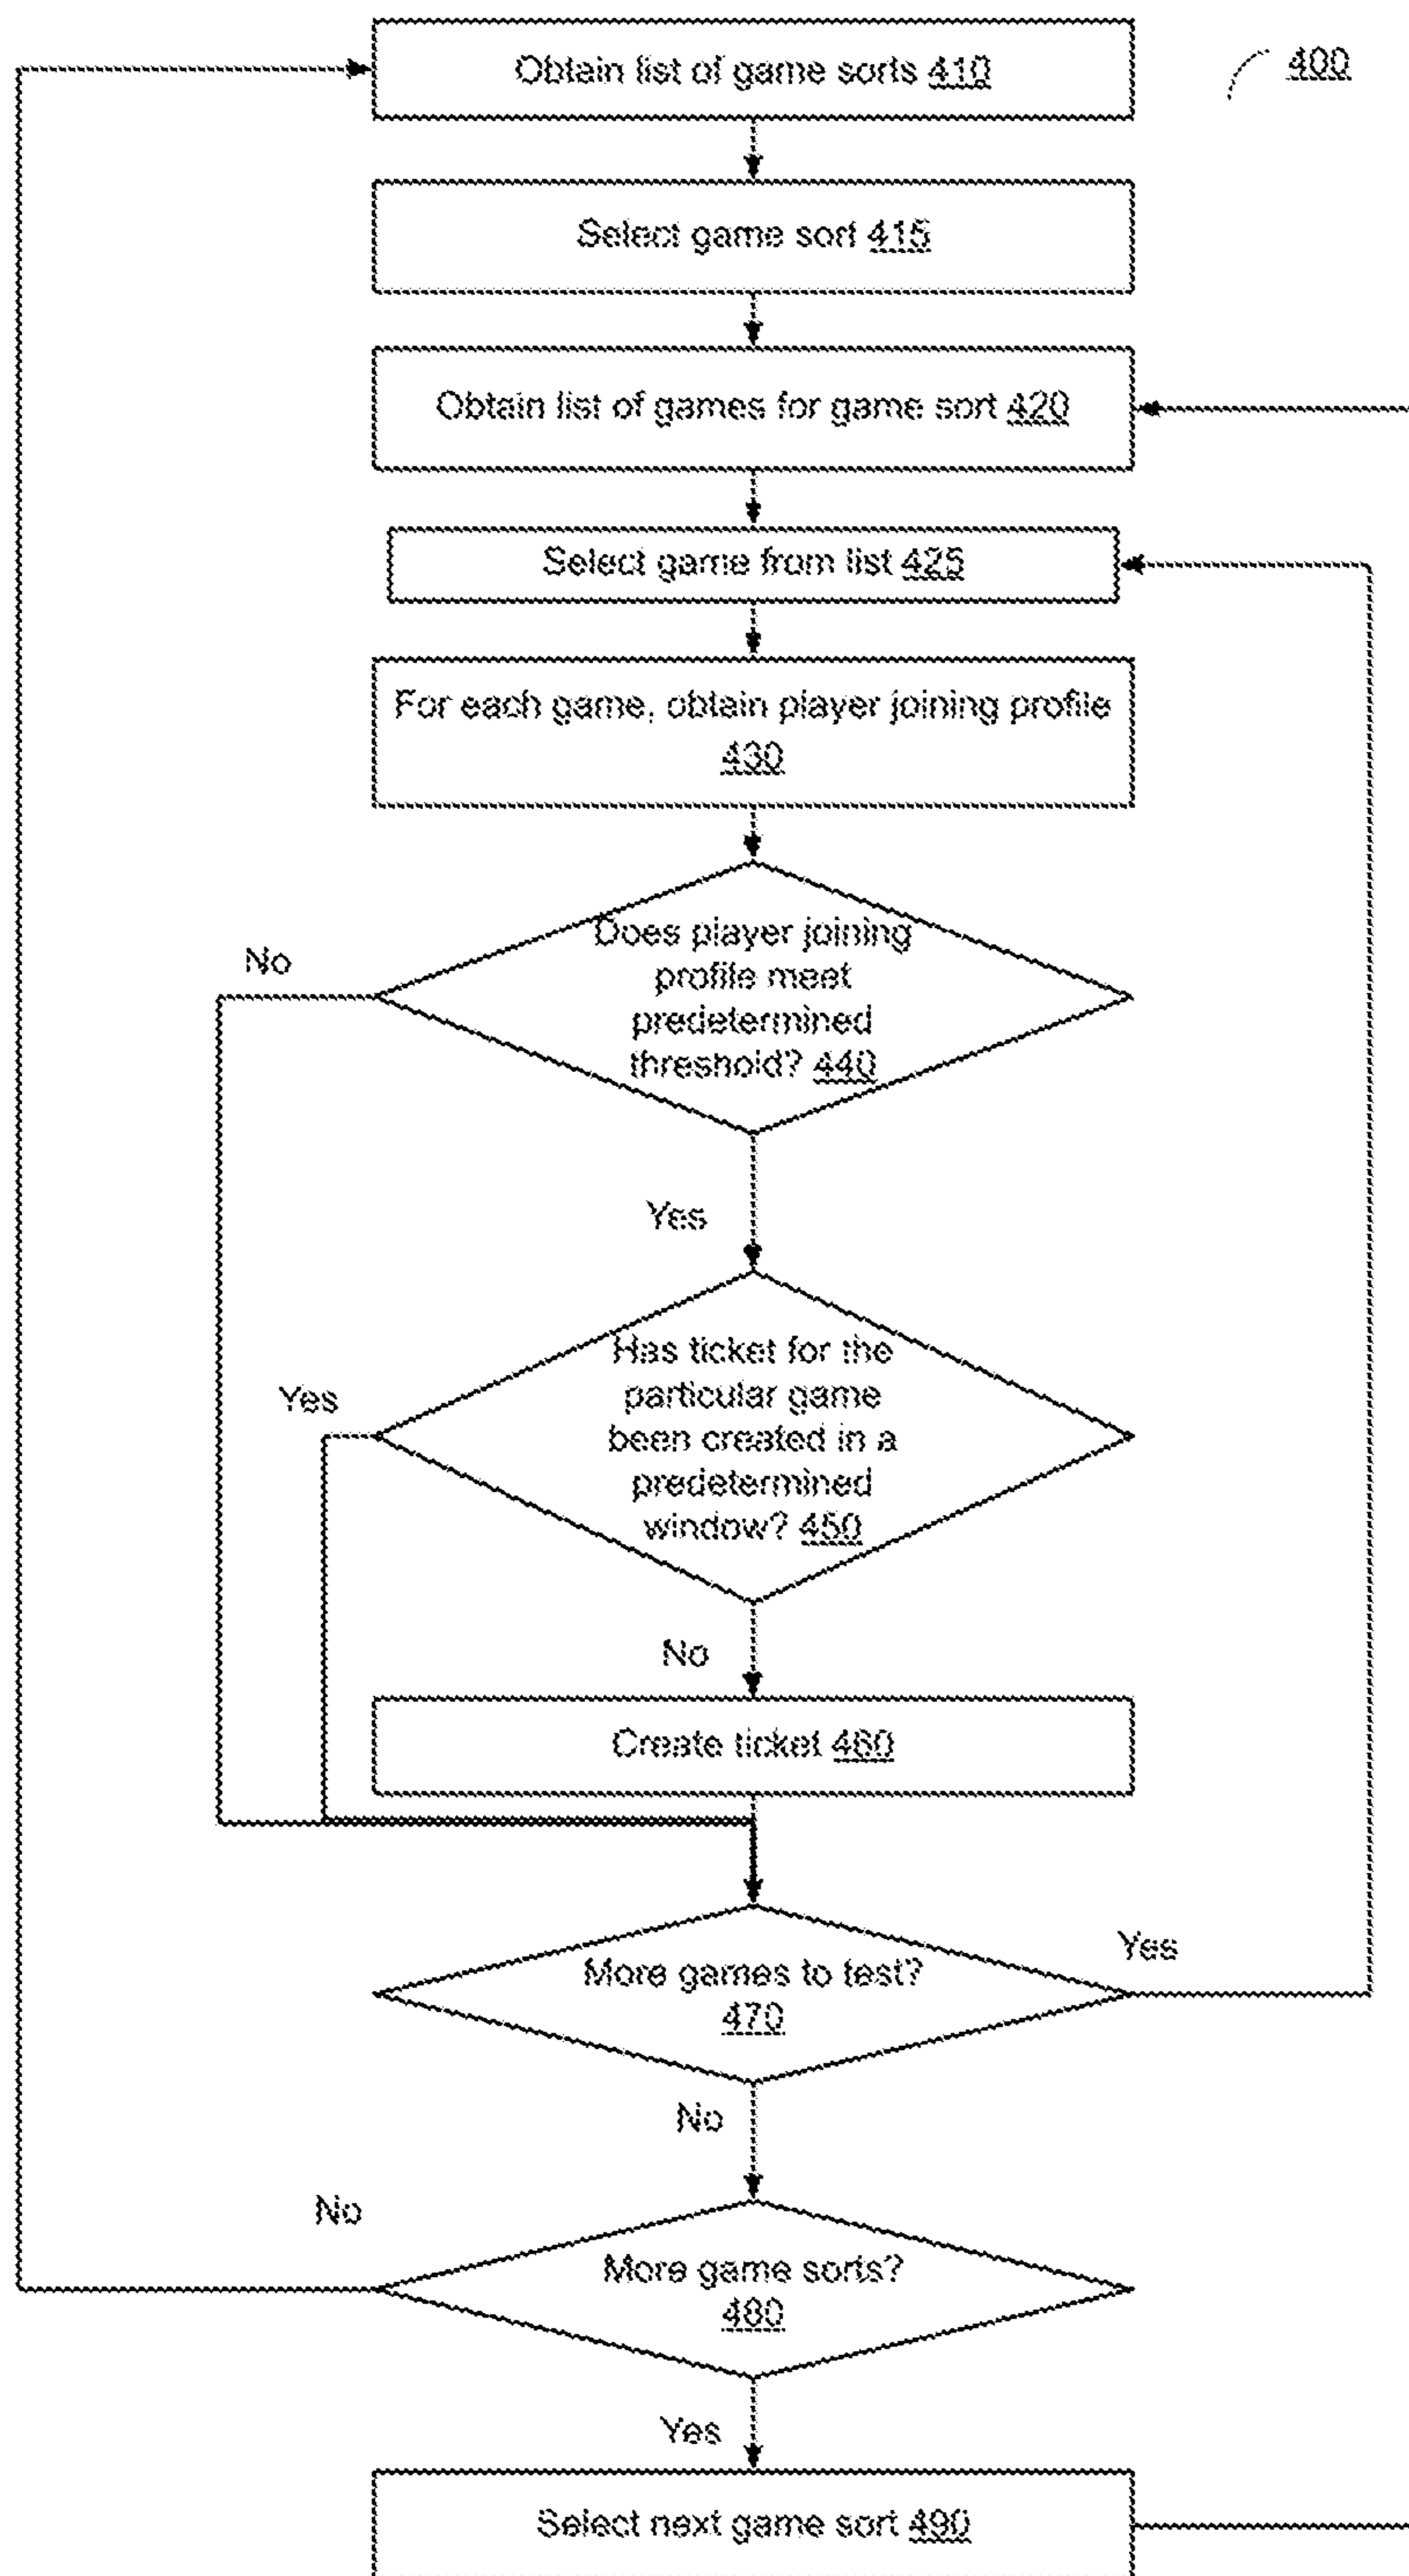 Obtain list of game sorts 410
400
Select game sort 415
Obtain list of games for game sort 420
Select game from list 425
For each game, obtain player joining profile
430
Does player joining
profile meet
predetermined
threshold? 440
No
Yes
Has ticket for the
particular game
been created in a
predetermined
window? 450
Yes
No
Create ticket 460
More games to test?
470
Yes
No
More game sorts?
480
No
Yes
Select next game sort 490